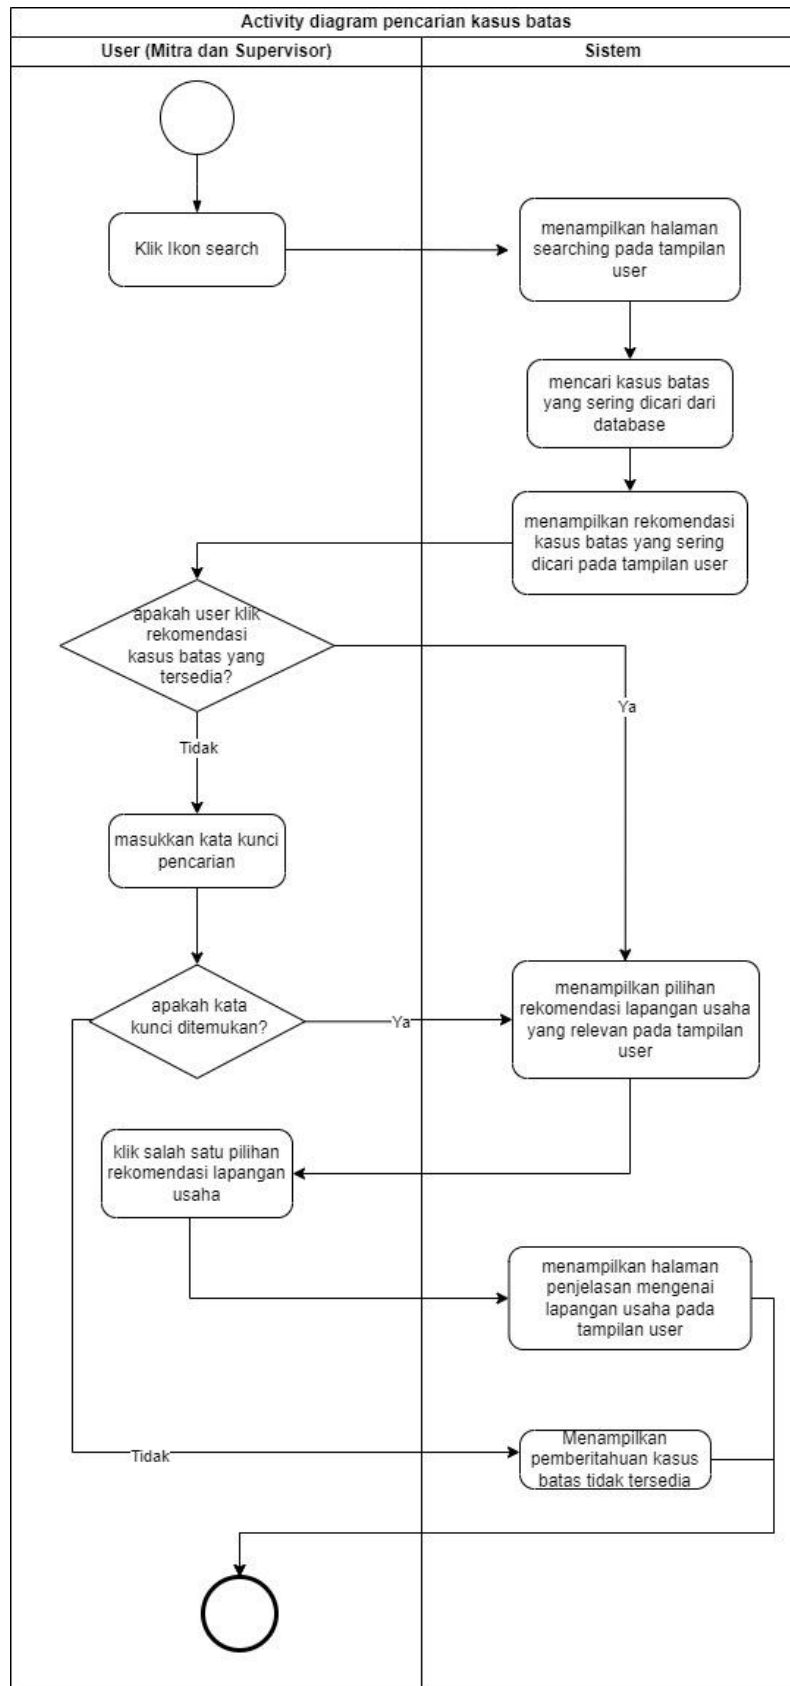 Activity diagram pencarian kasus batas
User (Mitra dan Supervisor)
Sistem
Klik Ikon search
menampilkan halaman
searching pada tampilan
user
mencari kasus batas
yang sering dicari dari
database
menampilkan rekomendasi
kasus batas yang sering
dicari pada tampilan user
apakah user klik
rekomendasi
kasus batas yang
tersedia?
Ya
Tidak
masukkan kata kunci
pencarian
apakah kata
kunci ditemukan?
Ya
menampilkan pilihan
rekomendasi lapangan usaha
yang relevan pada tampilan
user
klik salah satu pilihan
rekomendasi lapangan
usaha
menampilkan halaman
penjelasan mengenai
lapangan usaha pada
tampilan user
Tidak
Menampilkan
pemberitahuan kasus
batas tidak tersedia